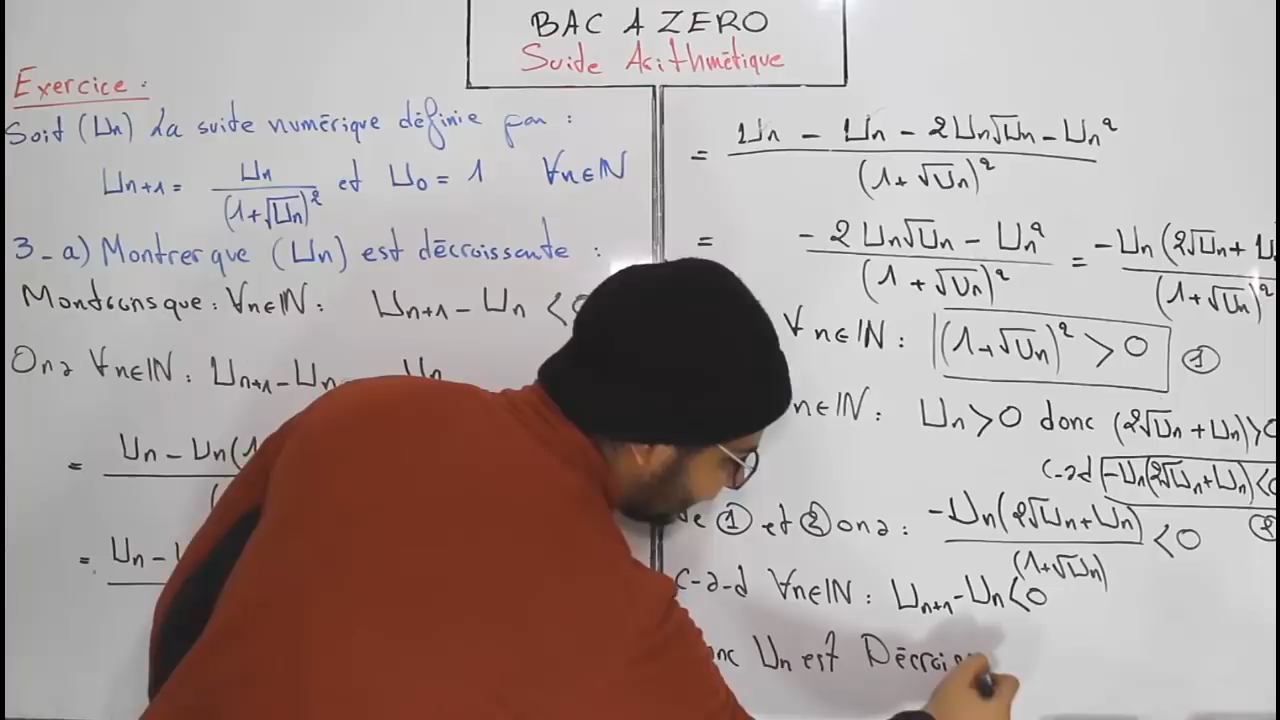 BAC A ZERO
Suite Arithmétique
Exercice :
Soit (Un) La suite numérique définie par :
Un+1 = Un / (1+√Un)² et U0 = 1 ∀n∈IN
3-a) Montrer que (Un) est décroissante :
Montrons que : ∀n∈IN : Un+1 - Un <
On a ∀n∈IN : Un+1 - Un Un
= Un - Un(1
= Un -
= Un - Un - 2Un√Un - Un² / (1+√Un)²
= -2Un√Un - Un² / (1+√Un)² = -Un(2√Un + U / (1+√Un)²
∀n∈IN : (1+√Un)² > 0 ①
n∈IN : Un > 0 donc (2√Un + Un) > 0
c-a-d -Un(2√Un + Un) < 0
② 
De ① et ② on a : -Un(2√Un + Un) / (1+√Un) < 0
c-a-d ∀n∈IN : Un+1 - Un < 0
Donc Un est Décrois